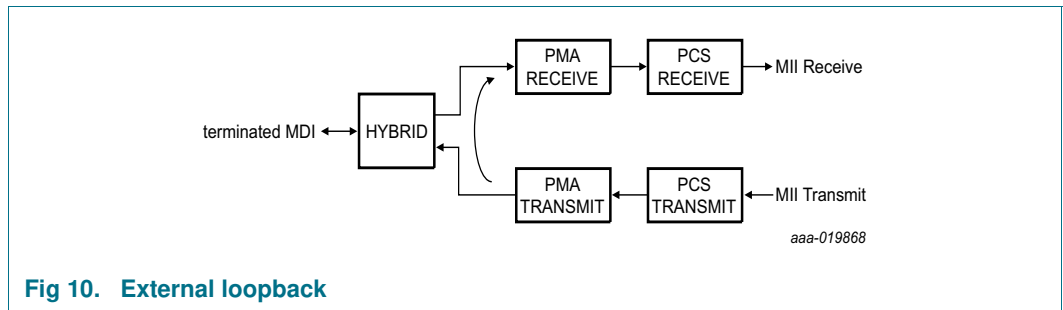 PMA
RECEIVE
PCS
RECEIVE
MII Receive
terminated MDI
HYBRID
PMA
TRANSMIT
PCS
TRANSMIT
MII Transmit
aaa-019868
Fig 10. External loopback